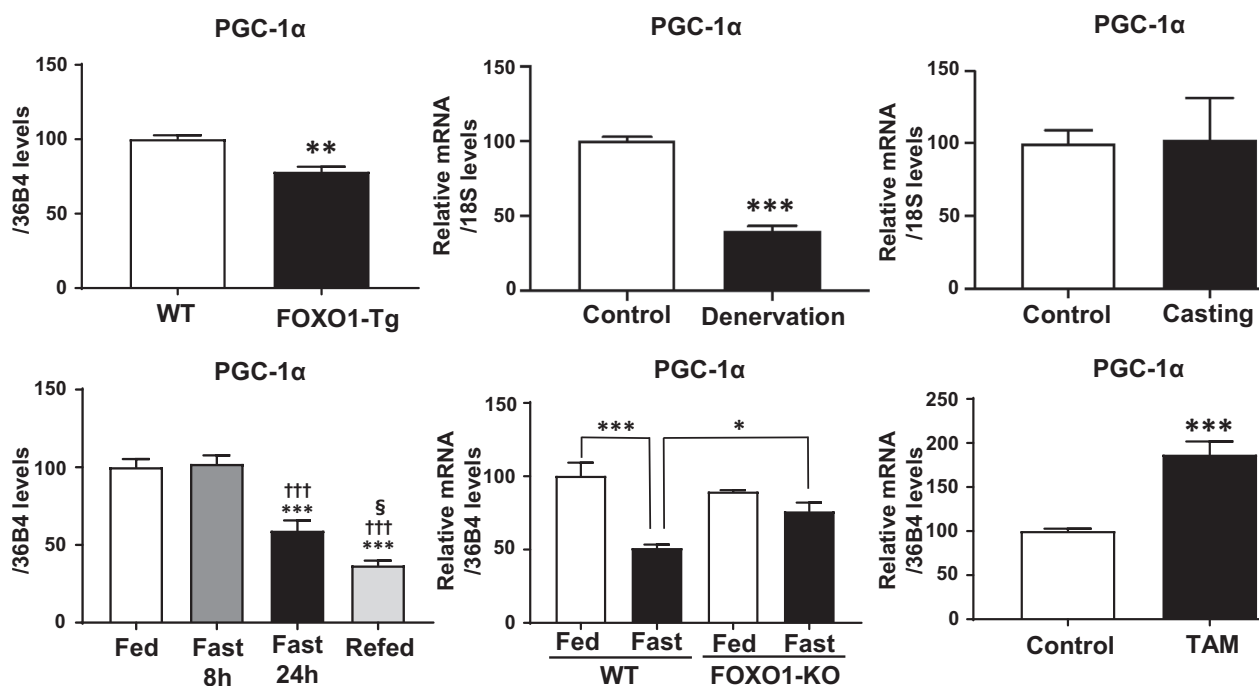 PGC-1α
/36B4 levels
150
100
50
0
**
WT
FOXO1-Tg
PGC-1α
Relative mRNA
/18S levels
150
100
50
0
***
Control
Denervation
PGC-1α
Relative mRNA
/18S levels
150
100
50
0
Control
Casting
PGC-1α
/36B4 levels
150
100
50
0
†††
***
§
†††
***
Fed
Fast
8h
Fast
24h
Refed
PGC-1α
Relative mRNA
/36B4 levels
150
100
50
0
***
*
Fed
Fast
Fed
Fast
WT
FOXO1-KO
PGC-1α
Relative mRNA
/36B4 levels
250
200
150
100
50
0
***
Control
TAM